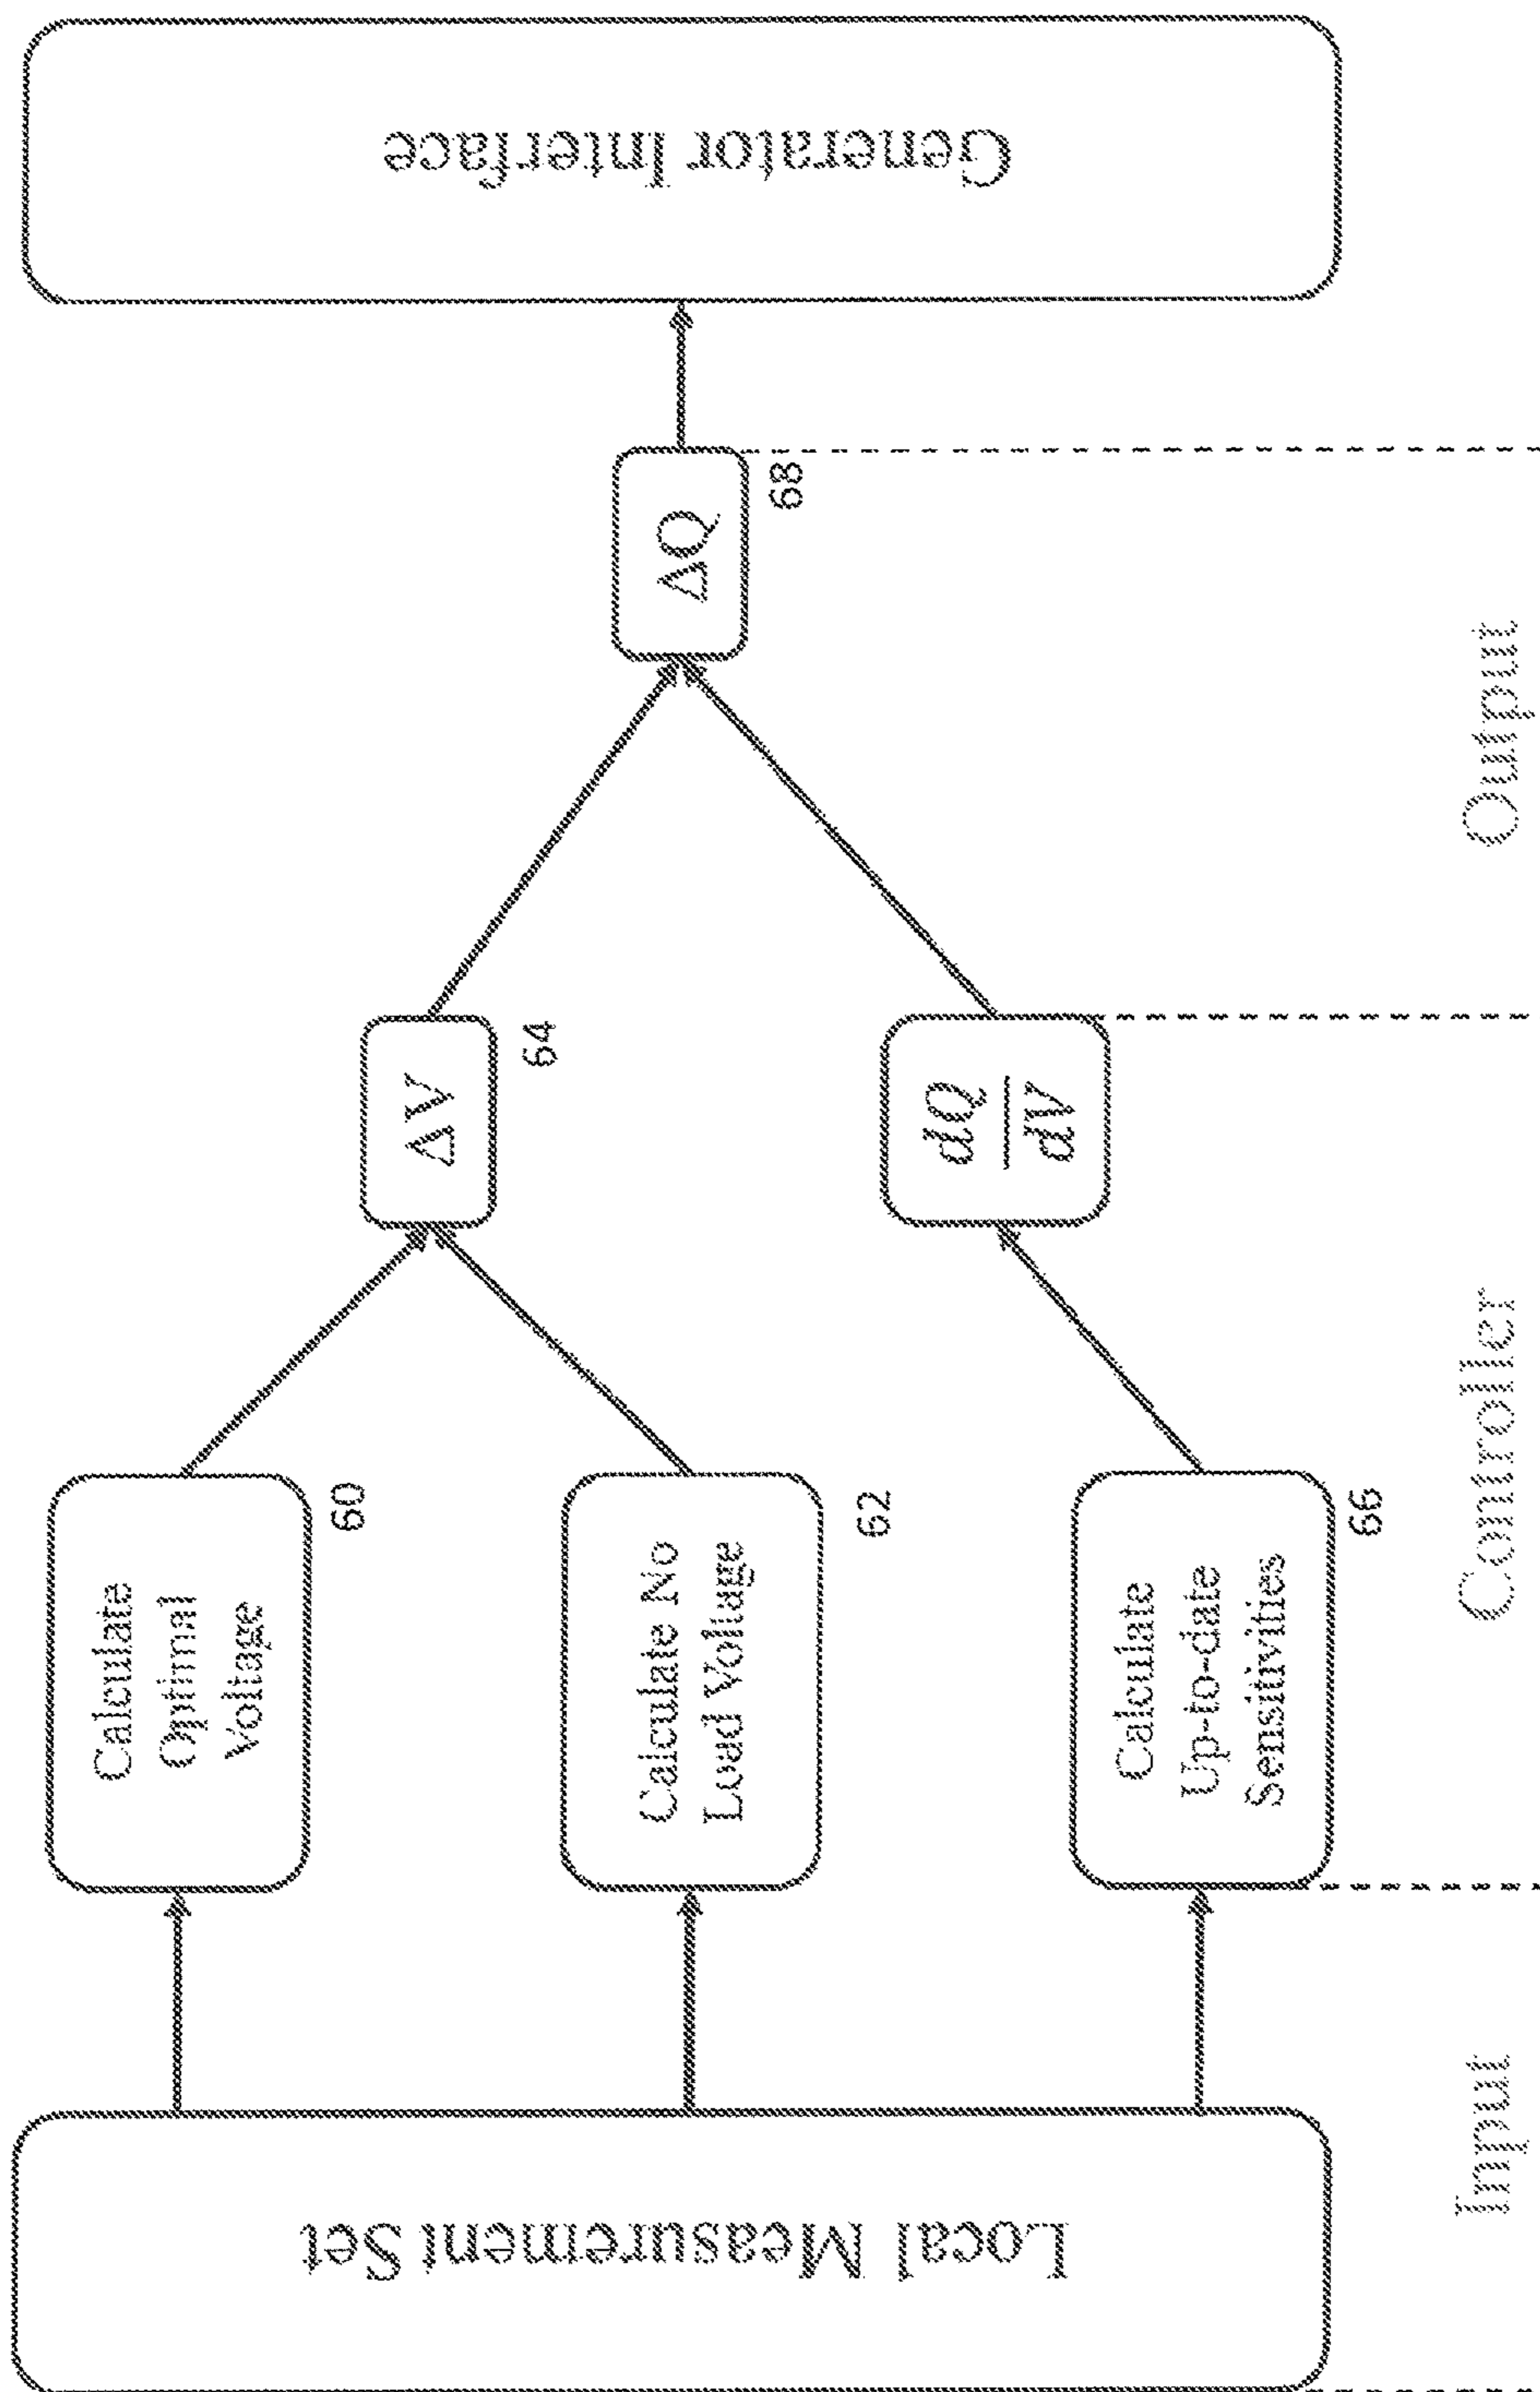 Local Measurement Set
Calculate
Optimal
Voltage
60
Calculate No
Load Voltage
62
Calculate
Up-to-date
Sensitivities
66
ΔV
64
dQ
dV
ΔQ
68
Generator Interface
Input
Controller
Output